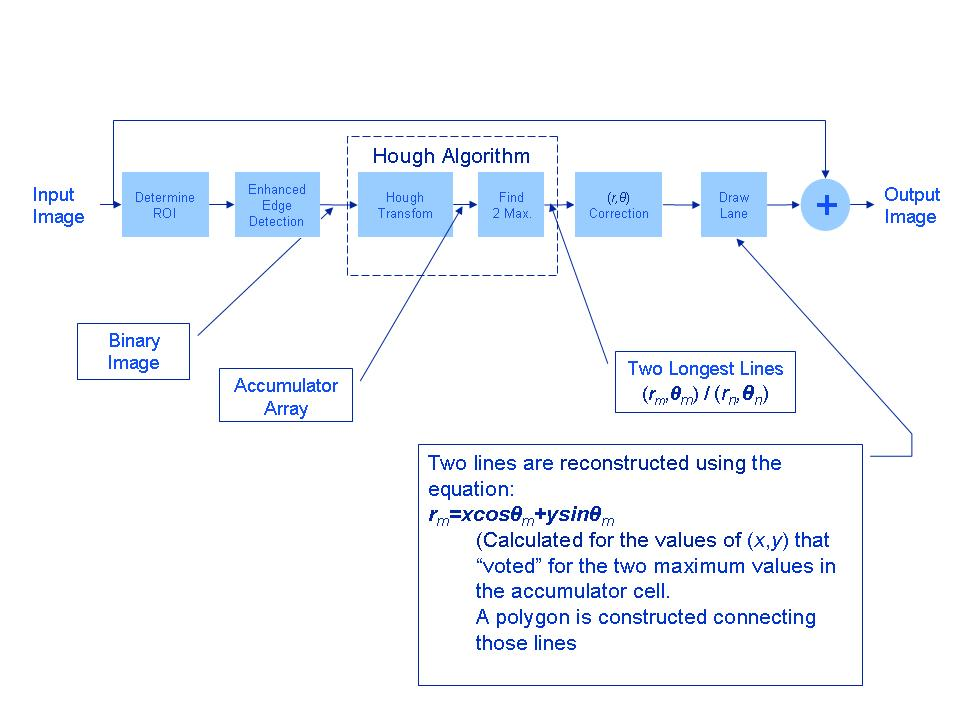 Hough Algorithm
Input
Image
Determine
ROI
Enhanced
Edge
Detection
Hough
Transfom
Find
2 Max.
(r,θ)
Correction
Draw
Lane
+
Output
Image
Binary
Image
Accumulator
Array
Two Longest Lines
(rₘ,θₘ) / (rₙ,θₙ)
Two lines are reconstructed using the
equation:
rₘ=xcosθₘ+ysinθₘ
(Calculated for the values of (x,y) that
“voted” for the two maximum values in
the accumulator cell.
A polygon is constructed connecting
those lines